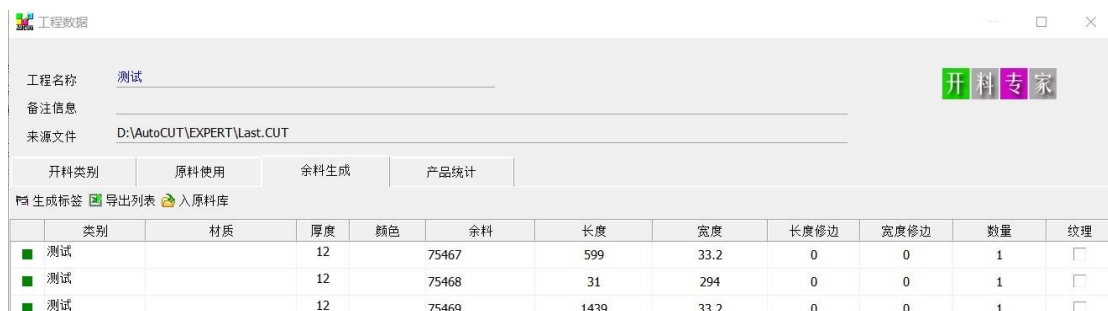 工程数据
工程名称 测试
开料专家
备注信息
来源文件 D:\AutoCUT\EXPERT\Last.CUT
开料类别 原料使用 余料生成 产品统计
生成标签 导出列表 入原料库
类别 材质 厚度 颜色 余料 长度 宽度 长度修边 宽度修边 数量 纹理
测试 12 75467 599 33.2 0 0 1
测试 12 75468 31 294 0 0 1
测试 12 75469 1439 33.2 0 0 1